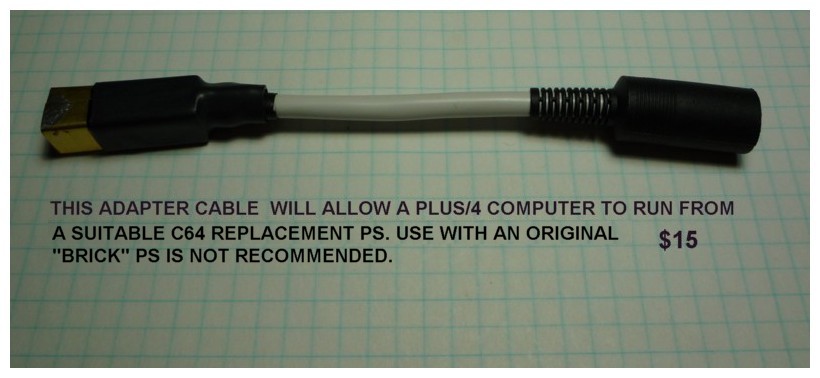 THIS ADAPTER CABLE WILL ALLOW A PLUS/4 COMPUTER TO RUN FROM
A SUITABLE C64 REPLACEMENT PS. USE WITH AN ORIGINAL
"BRICK" PS IS NOT RECOMMENDED.
$15